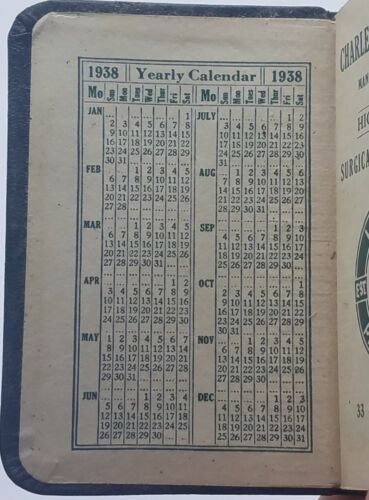 1938 Yearly Calendar 1938
Mo Sun Mon Tues Wed Thur Fri Sat
JAN ... ... ... ... ... ... 1
2 3 4 5 6 7 8
9 10 11 12 13 14 15
16 17 18 19 20 21 22
23 24 25 26 27 28 29
30 31 ... ... ... ... ...
FEB ... ... 1 2 3 4 5
6 7 8 9 10 11 12
13 14 15 16 17 18 19
20 21 22 23 24 25 26
27 28 ... ... ... ... ...
MAR ... ... 1 2 3 4 5
6 7 8 9 10 11 12
13 14 15 16 17 18 19
20 21 22 23 24 25 26
27 28 29 30 31 ... ...
APR ... ... ... ... ... 1 2
3 4 5 6 7 8 9
10 11 12 13 14 15 16
17 18 19 20 21 22 23
24 25 26 27 28 29 30
MAY 1 2 3 4 5 6 7
8 9 10 11 12 13 14
15 16 17 18 19 20 21
22 23 24 25 26 27 28
29 30 31 ... ... ... ...
JUN ... ... ... 1 2 3 4
5 6 7 8 9 10 11
12 13 14 15 16 17 18
19 20 21 22 23 24 25
26 27 28 29 30 ... ...
Mo Sun Mon Tues Wed Thur Fri Sat
JULY ... ... ... ... ... 1 2
3 4 5 6 7 8 9
10 11 12 13 14 15 16
17 18 19 20 21 22 23
24 25 26 27 28 29 30
31 ... ... ... ... ... ...
AUG ... 1 2 3 4 5 6
7 8 9 10 11 12 13
14 15 16 17 18 19 20
21 22 23 24 25 26 27
28 29 30 31 ... ... ...
SEP ... ... ... ... 1 2 3
4 5 6 7 8 9 10
11 12 13 14 15 16 17
18 19 20 21 22 23 24
25 26 27 28 29 30 ...
OCT ... ... ... ... ... ... 1
2 3 4 5 6 7 8
9 10 11 12 13 14 15
16 17 18 19 20 21 22
23 24 25 26 27 28 29
30 31 ... ... ... ... ...
NOV ... ... 1 2 3 4 5
6 7 8 9 10 11 12
13 14 15 16 17 18 19
20 21 22 23 24 25 26
27 28 29 30 ... ... ...
DEC ... ... ... ... 1 2 3
4 5 6 7 8 9 10
11 12 13 14 15 16 17
18 19 20 21 22 23 24
25 26 27 28 29 30 31
CHARLE
MAN
HIG
SURGICA
EST
33